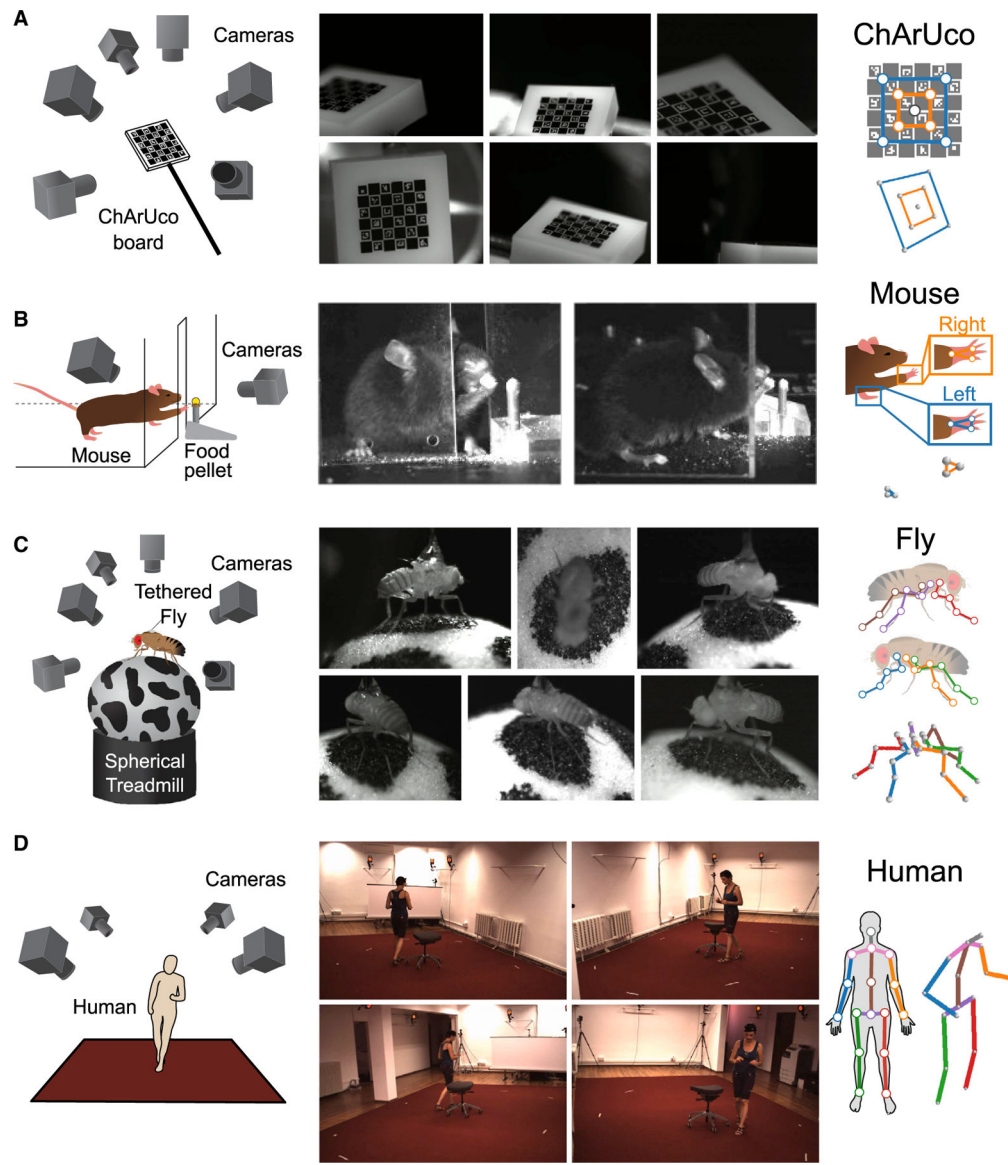 A
Cameras
ChArUco
board
ChArUco
B
Cameras
Mouse
Food
pellet
Mouse
Right
Left
C
Cameras
Tethered
Fly
Spherical
Treadmill
Fly
D
Cameras
Human
Human